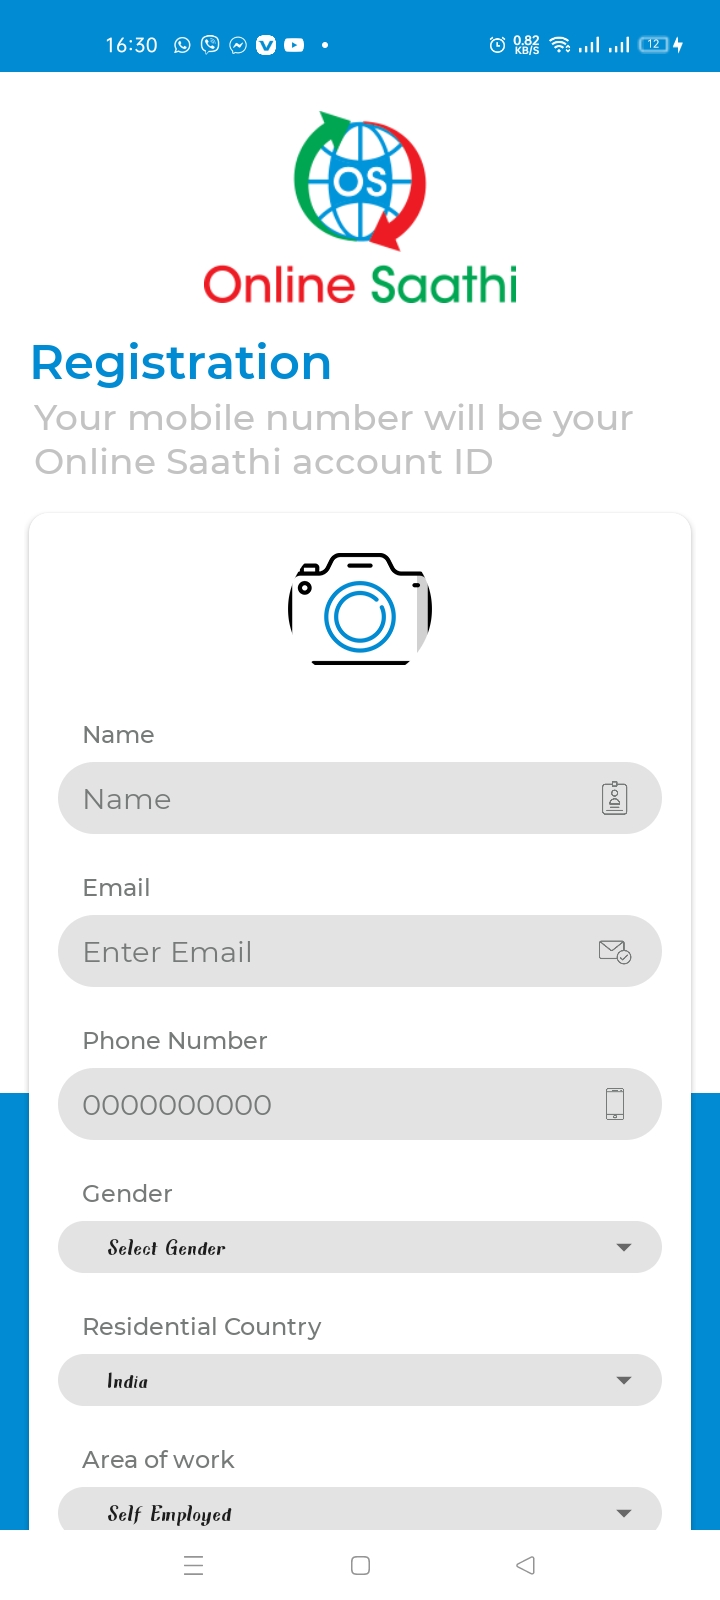 16:30
0.82
KB/S
12
OS
Online Saathi
Registration
Your mobile number will be your
Online Saathi account ID
Name
Name
Email
Enter Email
Phone Number
0000000000
Gender
Select Gender
Residential Country
India
Area of work
Self Employed